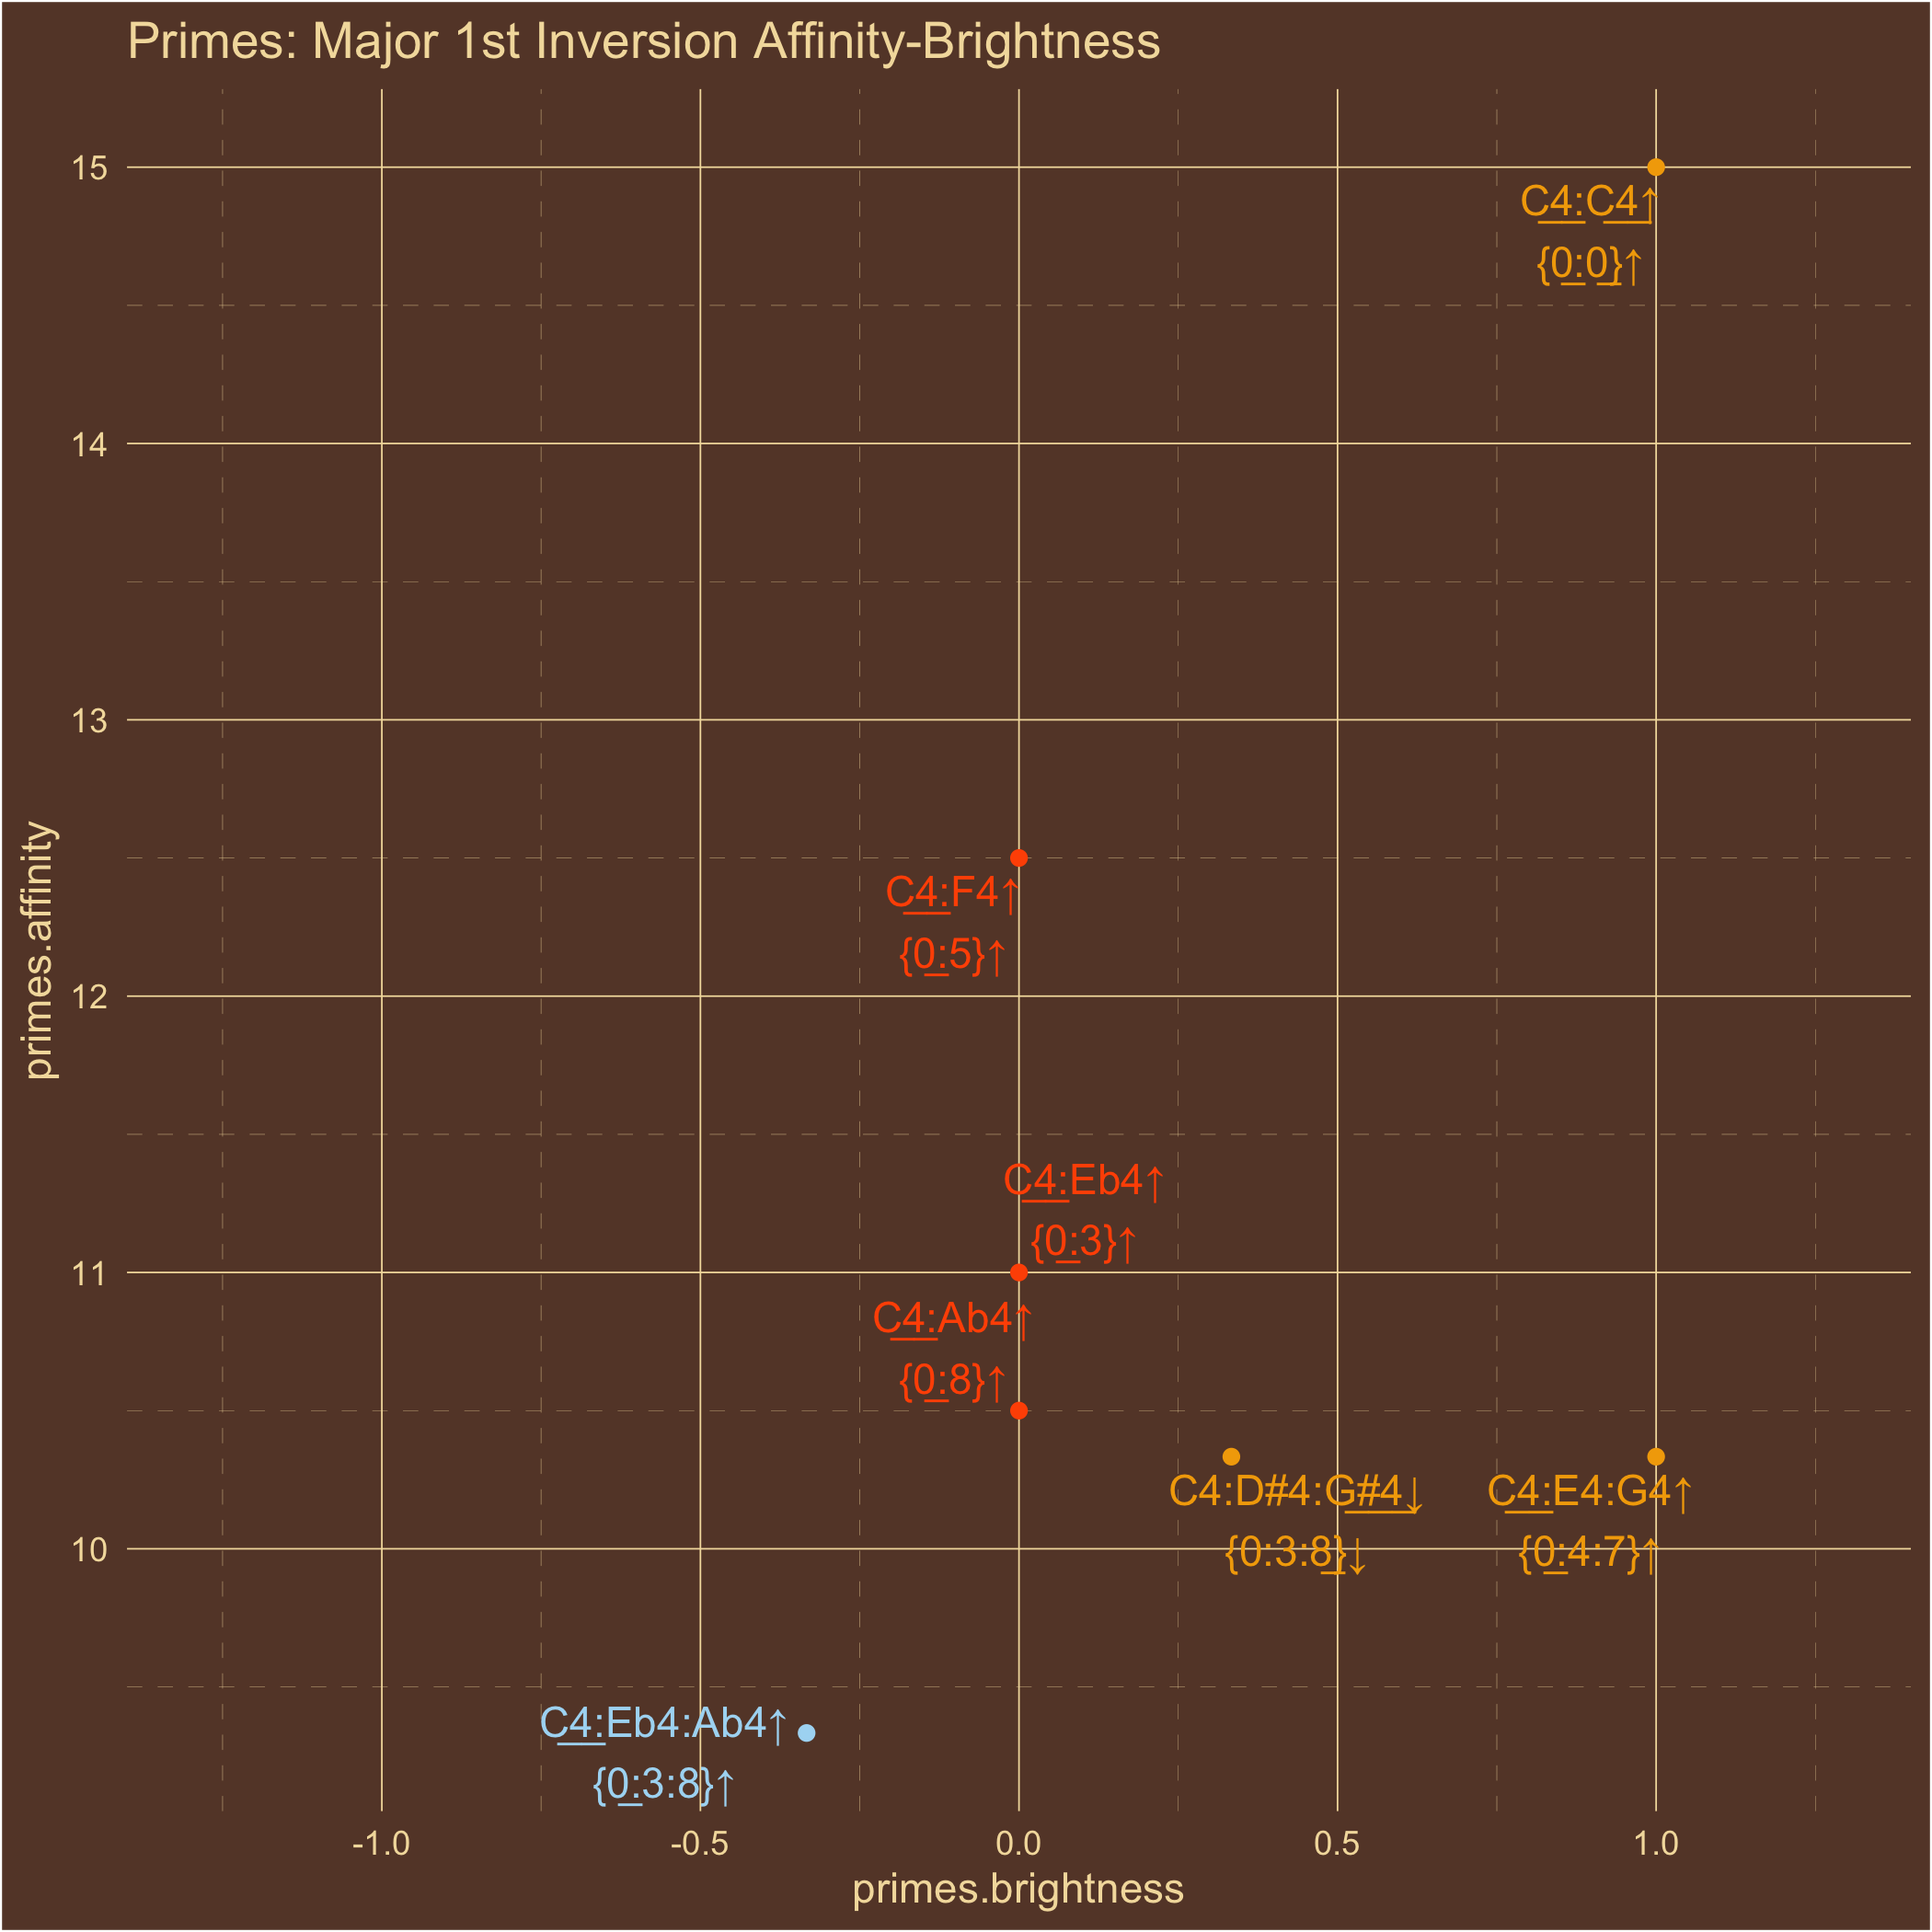 Primes: Major 1st Inversion Affinity-Brightness
primes.affinity
15
14
13
12
11
10
C4:C4↑
{0:0}↑
C4:F4↑
{0:5}↑
C4:Eb4↑
{0:3}↑
C4:Ab4↑
{0:8}↑
C4:D#4:G#4↓
{0:3:8}↓
C4:E4:G4↑
{0:4:7}↑
C4:Eb4:Ab4↑
{0:3:8}↑
-1.0 -0.5 0.0 0.5 1.0
primes.brightness